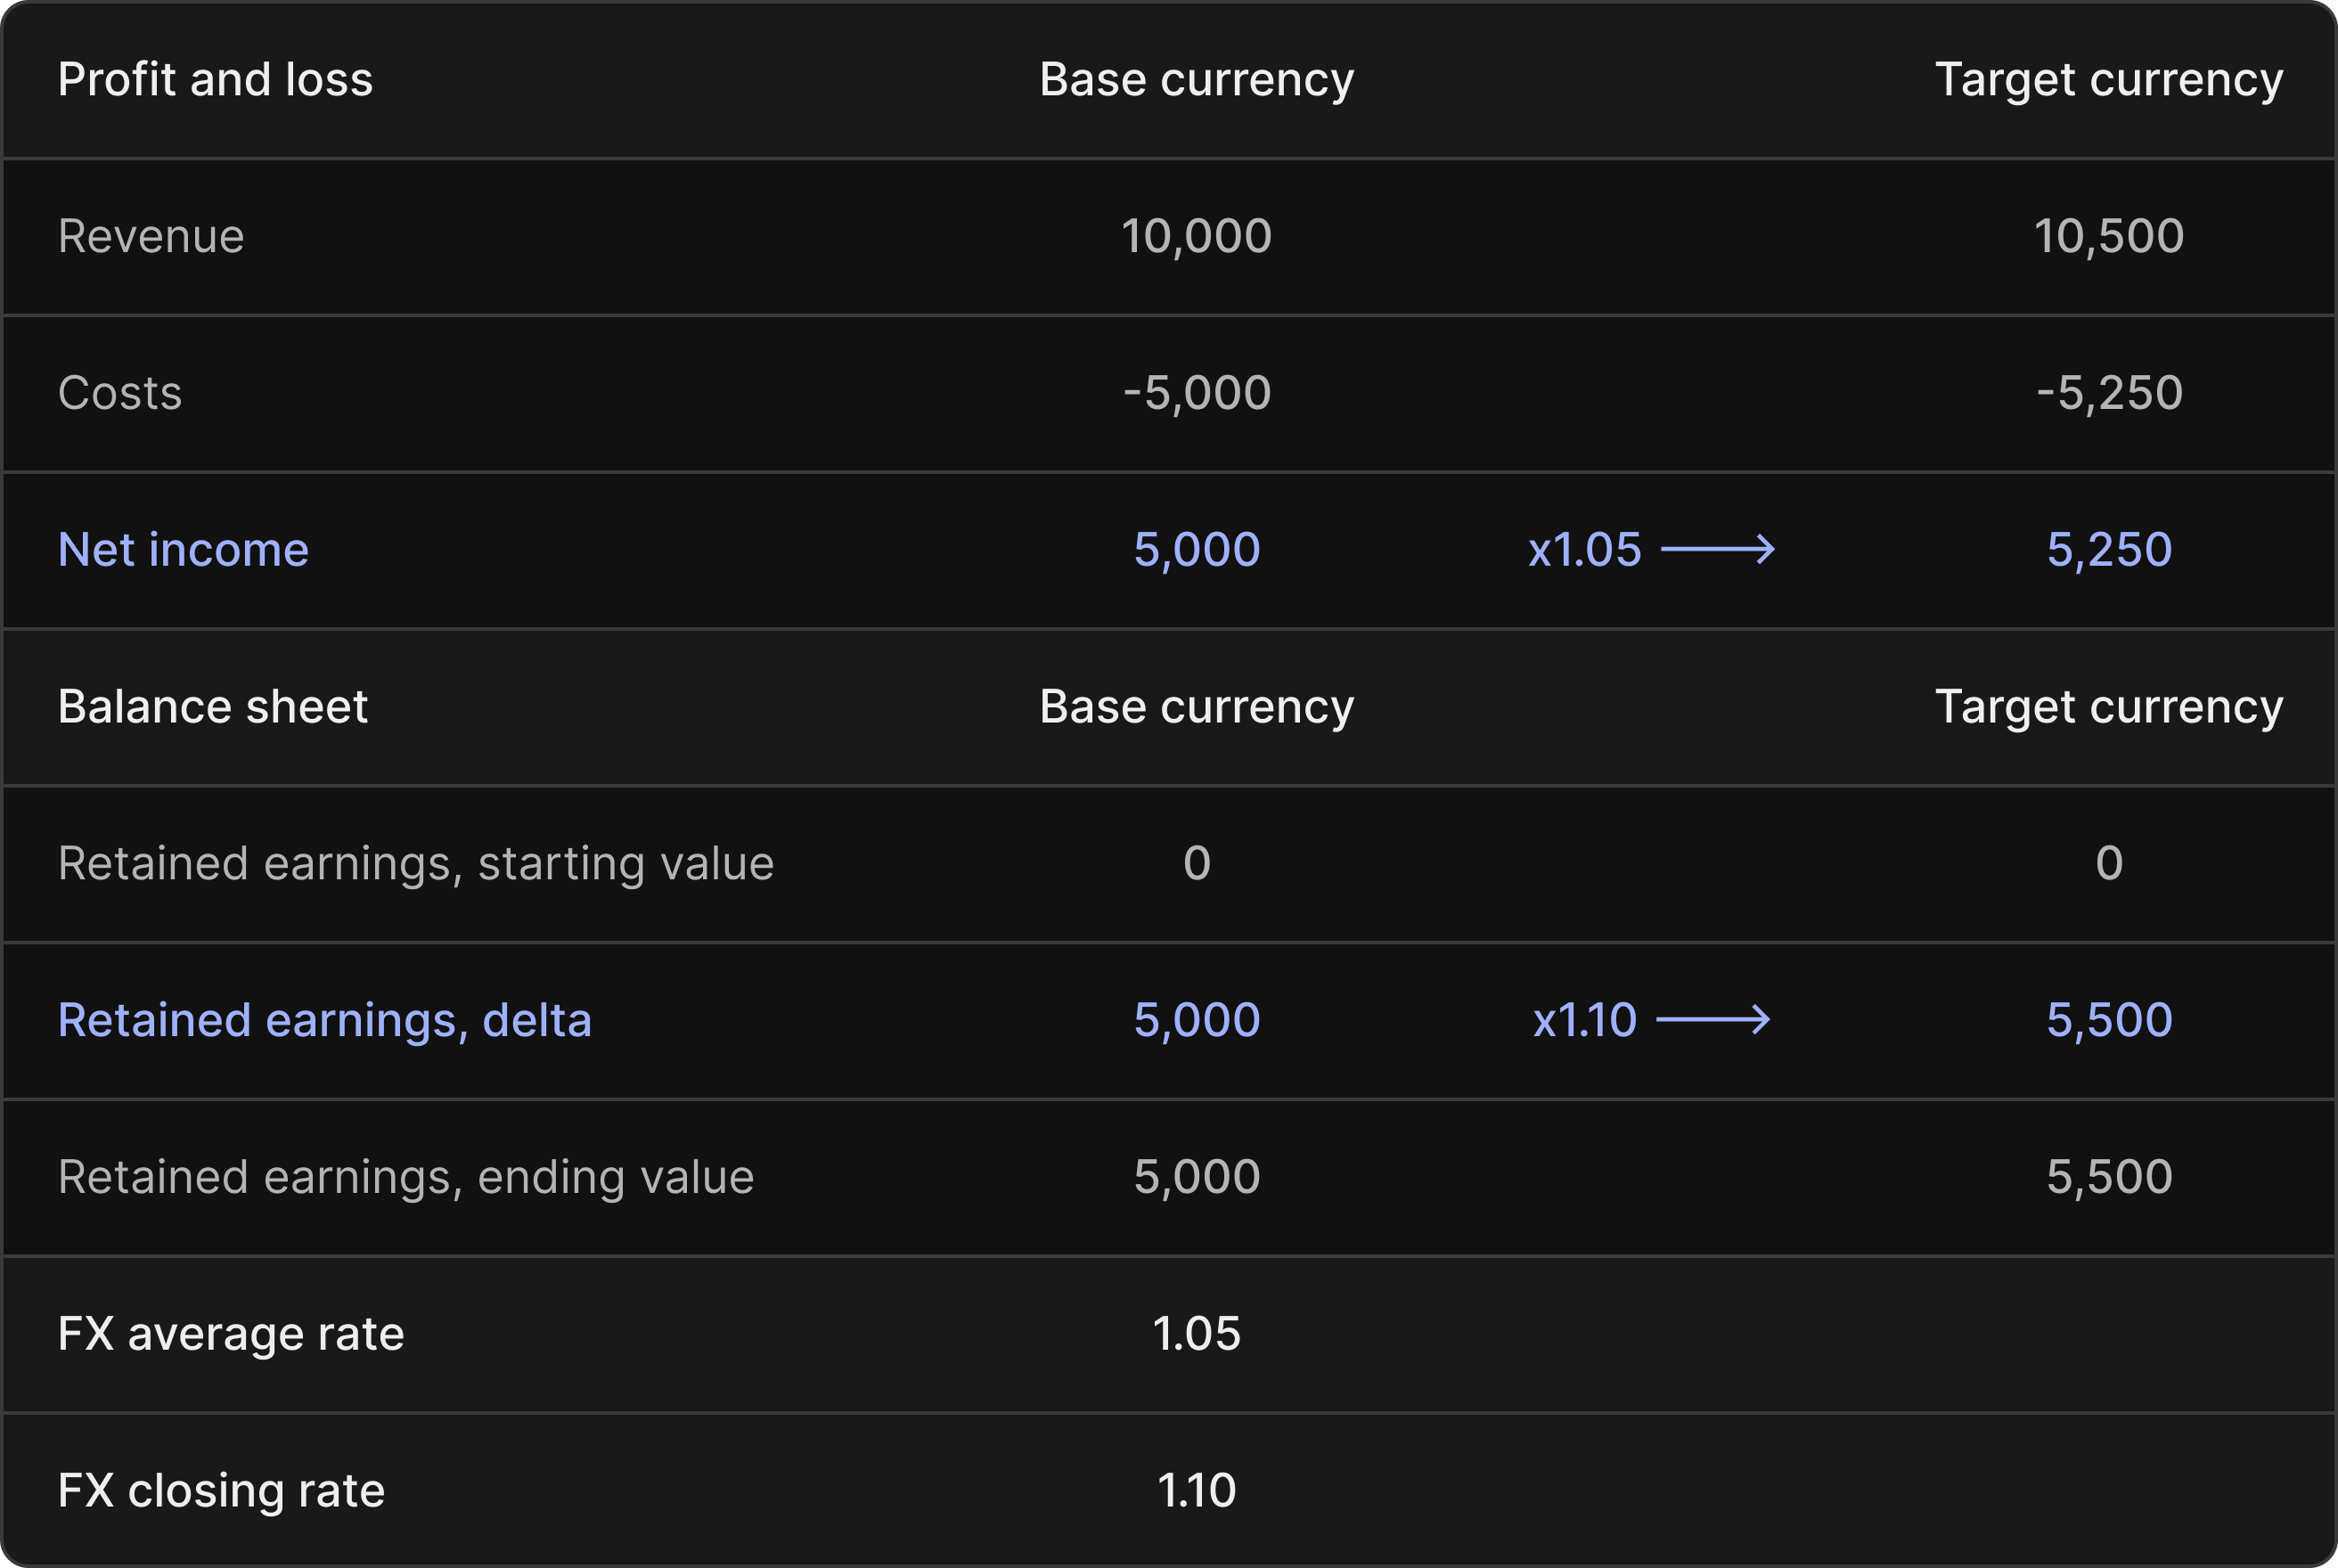 Profit and loss Base currency Target currency
Revenue 10,000 10,500
Costs -5,000 -5,250
Net income 5,000 x1.05 5,250
Balance sheet Base currency Target currency
Retained earnings, starting value 0 0
Retained earnings, delta 5,000 x1.10 5,500
Retained earnings, ending value 5,000 5,500
FX average rate 1.05
FX closing rate 1.10